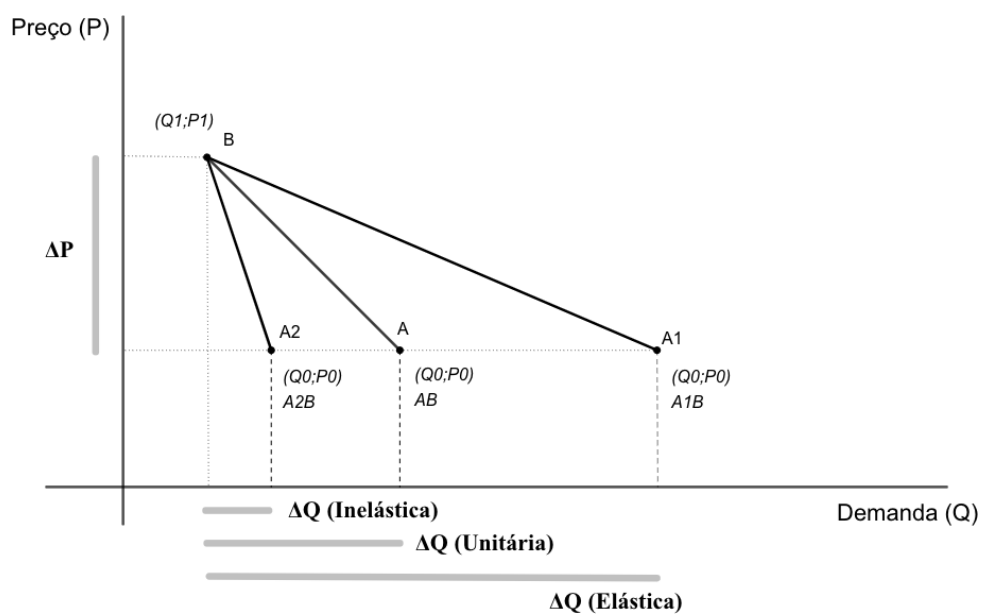 Preço (P)
(Q1;P1)
B
ΔP
A2
A
A1
(Q0;P0)
A2B
(Q0;P0)
AB
(Q0;P0)
A1B
ΔQ (Inelástica)
Demanda (Q)
ΔQ (Unitária)
ΔQ (Elástica)